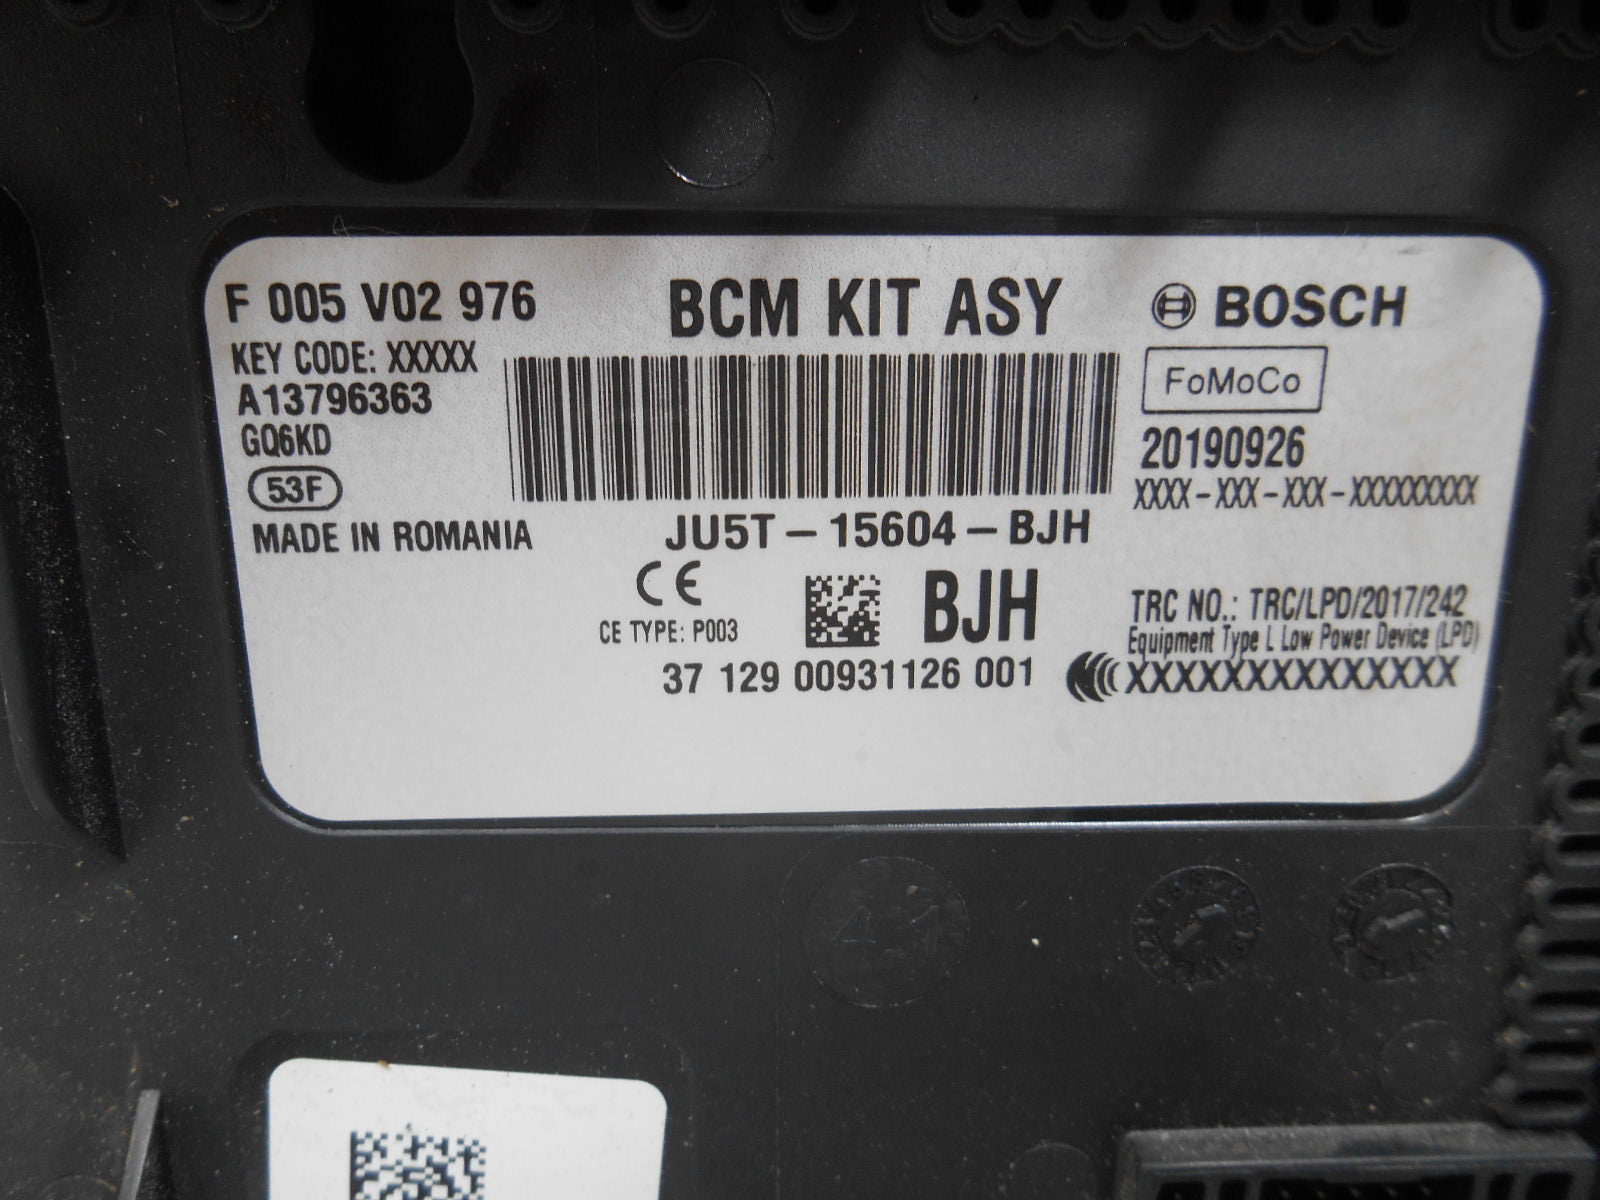 F 005 V02 976
BCM KIT ASY
BOSCH
KEY CODE: XXXXX
FoMoCo
A13796363
GQ6KD
20190926
53F
XXXX-XXX-XXX-XXXXXXXXX
MADE IN ROMANIA
JU5T-15604-BJH
CE
BJH
CE TYPE: P003
TRC NO.: TRC/LPD/2017/242
Equipment Type L Low Power Device (LPD)
37 129 00931126 001
XXXXXXXXXXXXXX